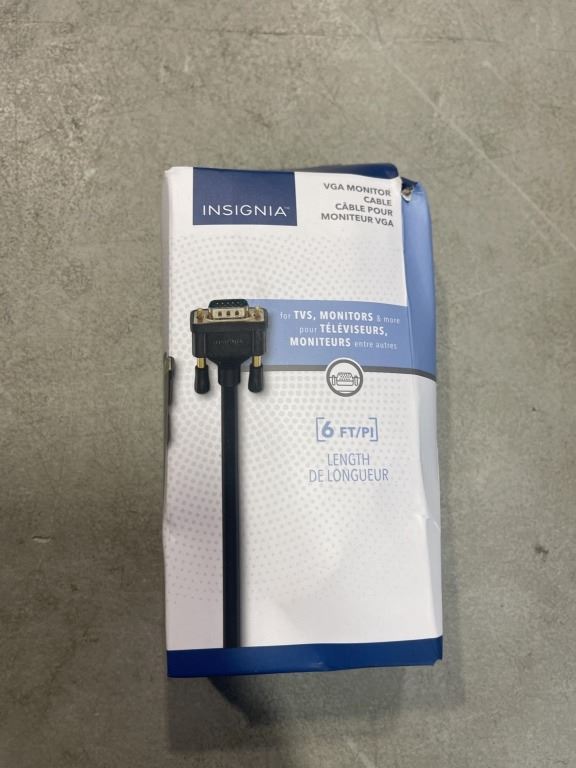 INSIGNIA™
VGA MONITOR
CABLE
CÂBLE POUR
MONITEUR VGA
for TVS, MONITORS & more
pour TÉLÉVISEURS,
MONITEURS entre autres
INSIGNIA
[6 FT/PI]
LENGTH
DE LONGUEUR